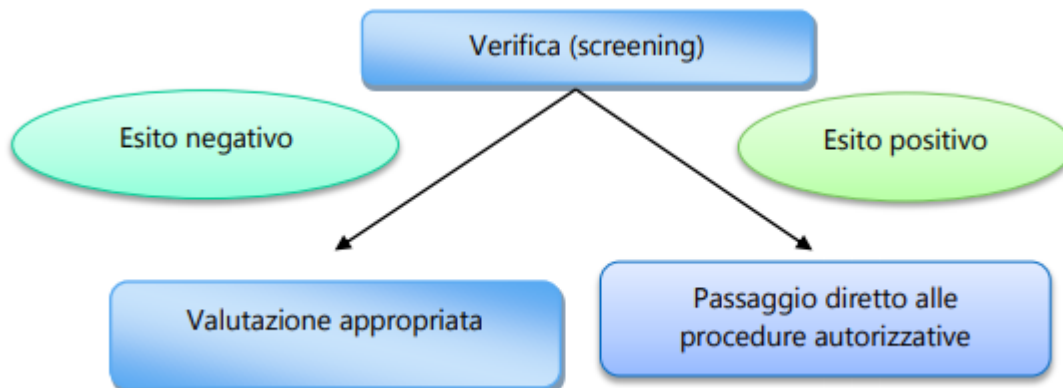 Verifica (screening)
Esito negativo
Esito positivo
Valutazione appropriata
Passaggio diretto alle
procedure autorizzative